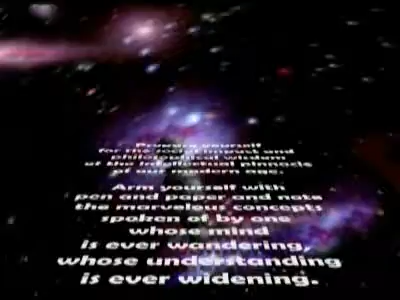 Prepare yourself
for the social impact and
philosophical wisdom
of the intellectual pinnacle
of our modern age.
Arm yourself with
pen and paper and note
the marvelous concepts
spoken of by one
whose mind
is ever wandering,
whose understanding
is ever widening.